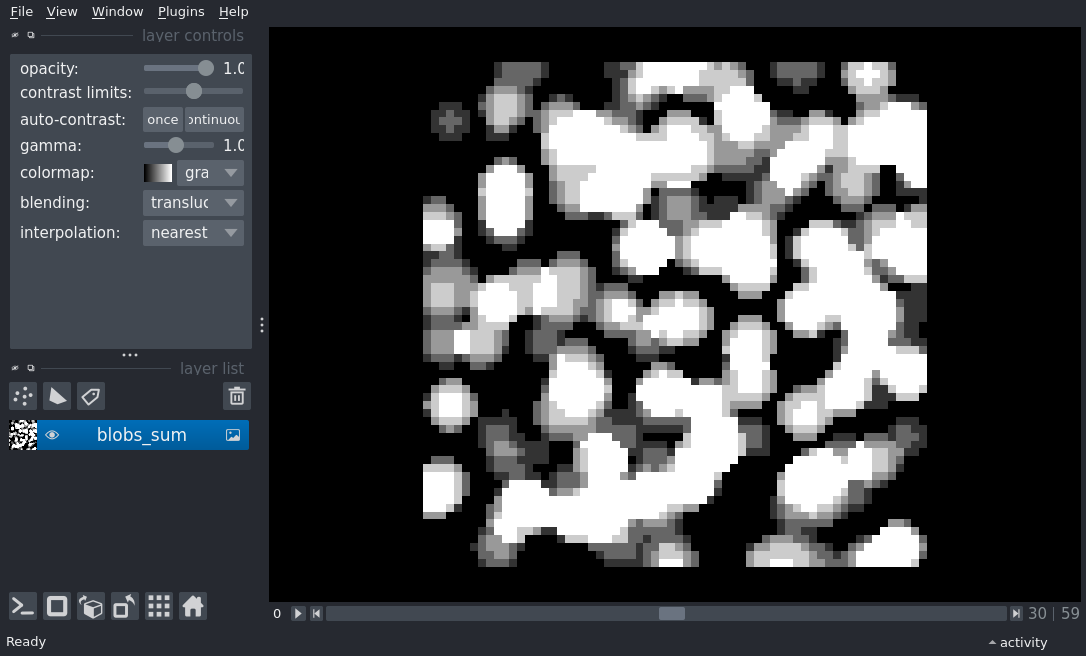 File View Window Plugins Help
layer controls
opacity: 1.0
contrast limits:
auto-contrast: once ontinuou
gamma: 1.0
colormap: gra
blending: transluc
interpolation: nearest
layer list
blobs_sum
0 30 | 59
Ready activity